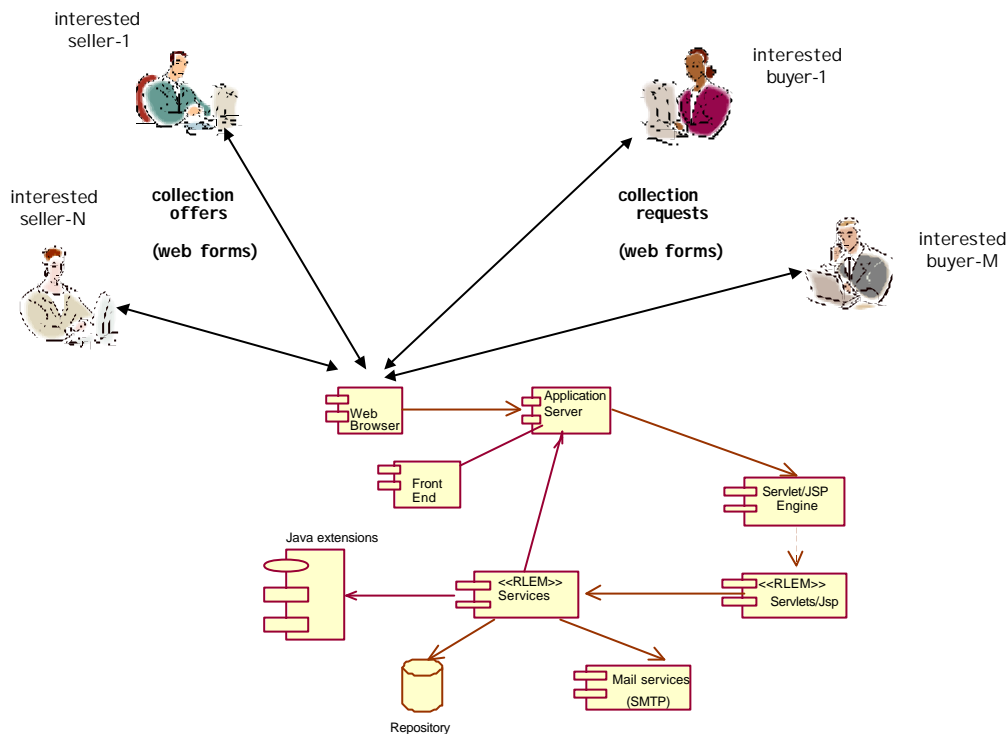 interested
seller-1
interested
buyer-1
interested
seller-N
collection
offers
(web forms)
collection
requests
(web forms)
interested
buyer-M
Web
Browser
Application
Server
Front
End
Servlet/JSP
Engine
Java extensions
<<RLEM>>
Services
<<RLEM>>
Servlets/Jsp
Mail services
(SMTP)
Repository